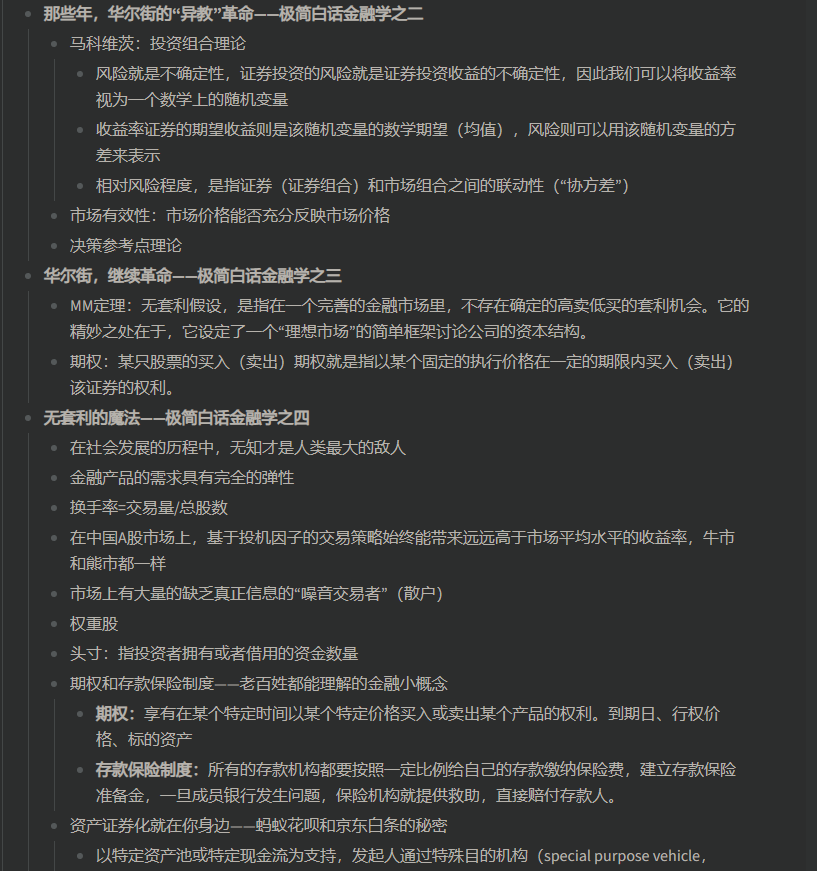 那些年，华尔街的“异教”革命——极简白话金融学之二
马科维茨：投资组合理论
风险就是不确定性，证券投资的风险就是证券投资收益的不确定性，因此我们可以将收益率
视为一个数学上的随机变量
收益率证券的期望收益则是该随机变量的数学期望（均值），风险则可以用该随机变量的方
差来表示
相对风险程度，是指证券（证券组合）和市场组合之间的联动性（“协方差”）
市场有效性：市场价格能否充分反映市场价格
决策参考点理论
华尔街，继续革命——极简白话金融学之三
MM定理：无套利假设，是指在一个完善的金融市场里，不存在确定的高卖低买的套利机会。它的
精妙之处在于，它设定了一个“理想市场”的简单框架讨论公司的资本结构。
期权：某只股票的买入（卖出）期权就是指以某个固定的执行价格在一定的期限内买入（卖出）
该证券的权利。
无套利的魔法——极简白话金融学之四
在社会发展的历程中，无知才是人类最大的敌人
金融产品的需求具有完全的弹性
换手率=交易量/总股数
在中国A股市场上，基于投机因子的交易策略始终能带来远远高于市场平均水平的收益率，牛市
和熊市都一样
市场上有大量的缺乏真正信息的“噪音交易者”（散户）
权重股
头寸：指投资者拥有或者借用的资金数量
期权和存款保险制度——老百姓都能理解的金融小概念
期权：享有在某个特定时间以某个特定价格买入或卖出某个产品的权利。到期日、行权价
格、标的资产
存款保险制度：所有的存款机构都要按照一定比例给自己的存款缴纳保险费，建立存款保险
准备金，一旦成员银行发生问题，保险机构就提供救助，直接赔付存款人。
资产证券化就在你身边——蚂蚁花呗和京东白条的秘密
以特定资产池或特定现金流为支持，发起人通过特殊目的机构（special purpose vehicle，